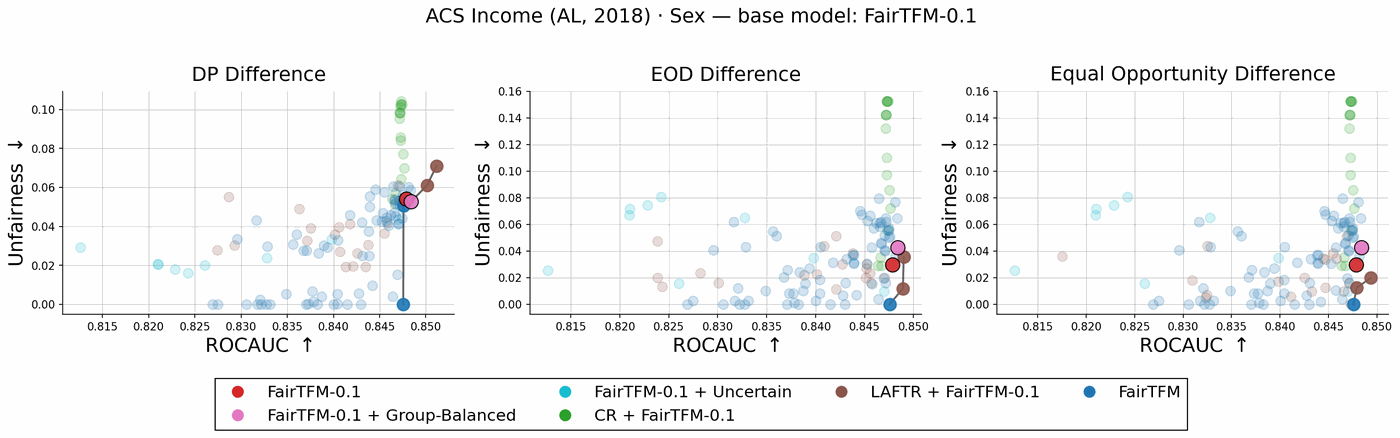 ACS Income (AL, 2018) · Sex — base model: FairTFM-0.1
DP Difference
EOD Difference
Equal Opportunity Difference
Unfairness ↓
0.10
0.08
0.06
0.04
0.02
0.00
0.815 0.820 0.825 0.830 0.835 0.840 0.845 0.850
ROCAUC ↑
Unfairness ↓
0.16
0.14
0.12
0.10
0.08
0.06
0.04
0.02
0.00
0.815 0.820 0.825 0.830 0.835 0.840 0.845 0.850
ROCAUC ↑
Unfairness ↓
0.16
0.14
0.12
0.10
0.08
0.06
0.04
0.02
0.00
0.815 0.820 0.825 0.830 0.835 0.840 0.845 0.850
ROCAUC ↑
FairTFM-0.1
FairTFM-0.1 + Group-Balanced
FairTFM-0.1 + Uncertain
CR + FairTFM-0.1
LAFTR + FairTFM-0.1
FairTFM